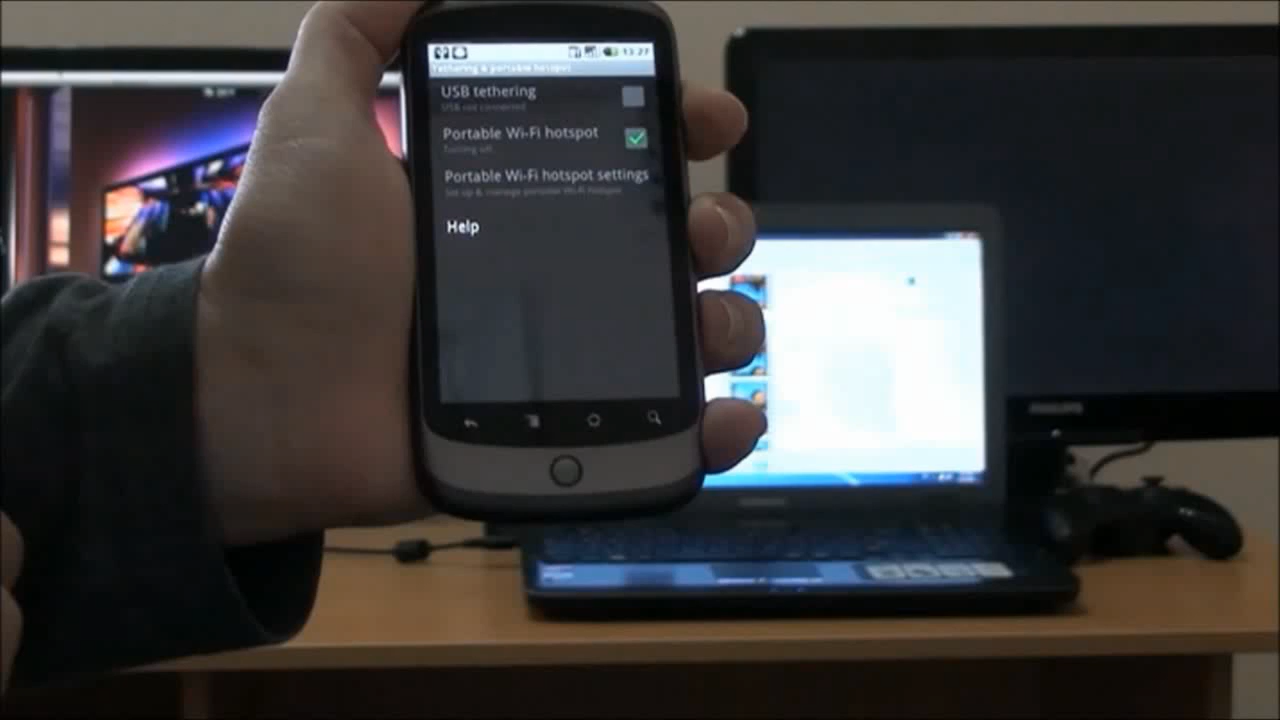 13:27
Tethering & portable hotspot
USB tethering
USB not connected
Portable Wi-Fi hotspot
Turning off
Portable Wi-Fi hotspot settings
Set up & manage portable Wi-Fi hotspot
Help
PHILIPS